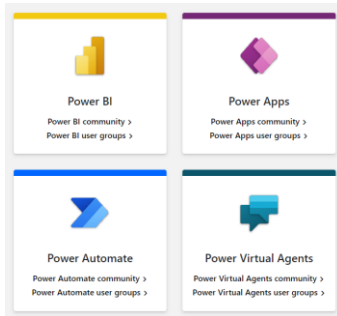 Power BI
Power BI community >
Power BI user groups >
Power Apps
Power Apps community >
Power Apps user groups >
Power Automate
Power Automate community >
Power Automate user groups >
Power Virtual Agents
Power Virtual Agents community >
Power Virtual Agents user groups >